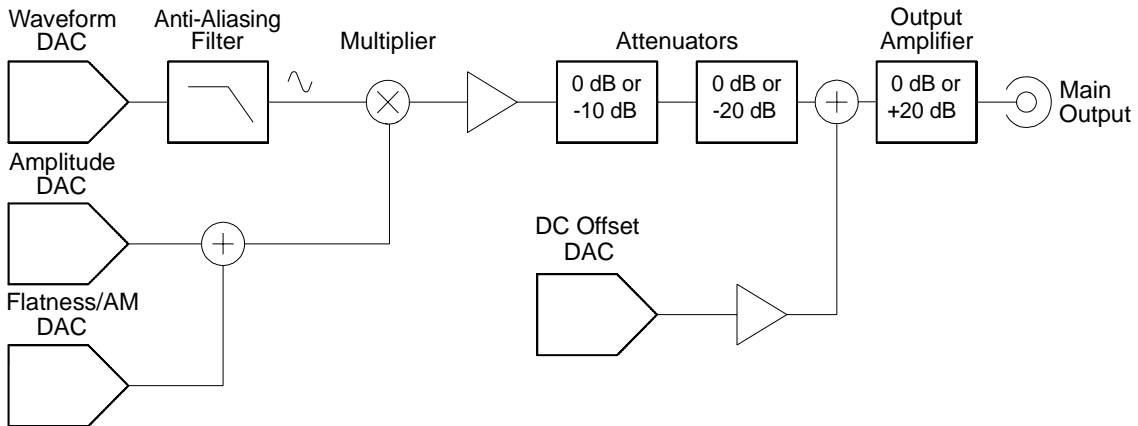 Waveform
DAC
Anti-Aliasing
Filter
Multiplier
Attenuators
Output
Amplifier
0 dB or
-10 dB
0 dB or
-20 dB
0 dB or
+20 dB
Main
Output
Amplitude
DAC
DC Offset
DAC
Flatness/AM
DAC